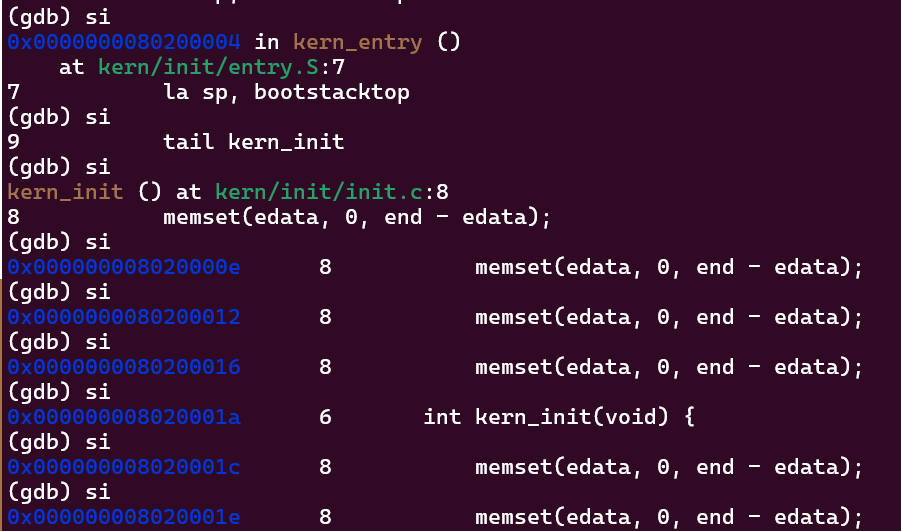 (gdb) si
0x0000000080200004 in kern_entry ()
    at kern/init/entry.S:7
7           la sp, bootstacktop
(gdb) si
9           tail kern_init
(gdb) si
kern_init () at kern/init/init.c:8
8           memset(edata, 0, end - edata);
(gdb) si
0x000000008020000e      8           memset(edata, 0, end - edata);
(gdb) si
0x0000000080200012      8           memset(edata, 0, end - edata);
(gdb) si
0x0000000080200016      8           memset(edata, 0, end - edata);
(gdb) si
0x000000008020001a      6       int kern_init(void) {
(gdb) si
0x000000008020001c      8           memset(edata, 0, end - edata);
(gdb) si
0x000000008020001e      8           memset(edata, 0, end - edata);